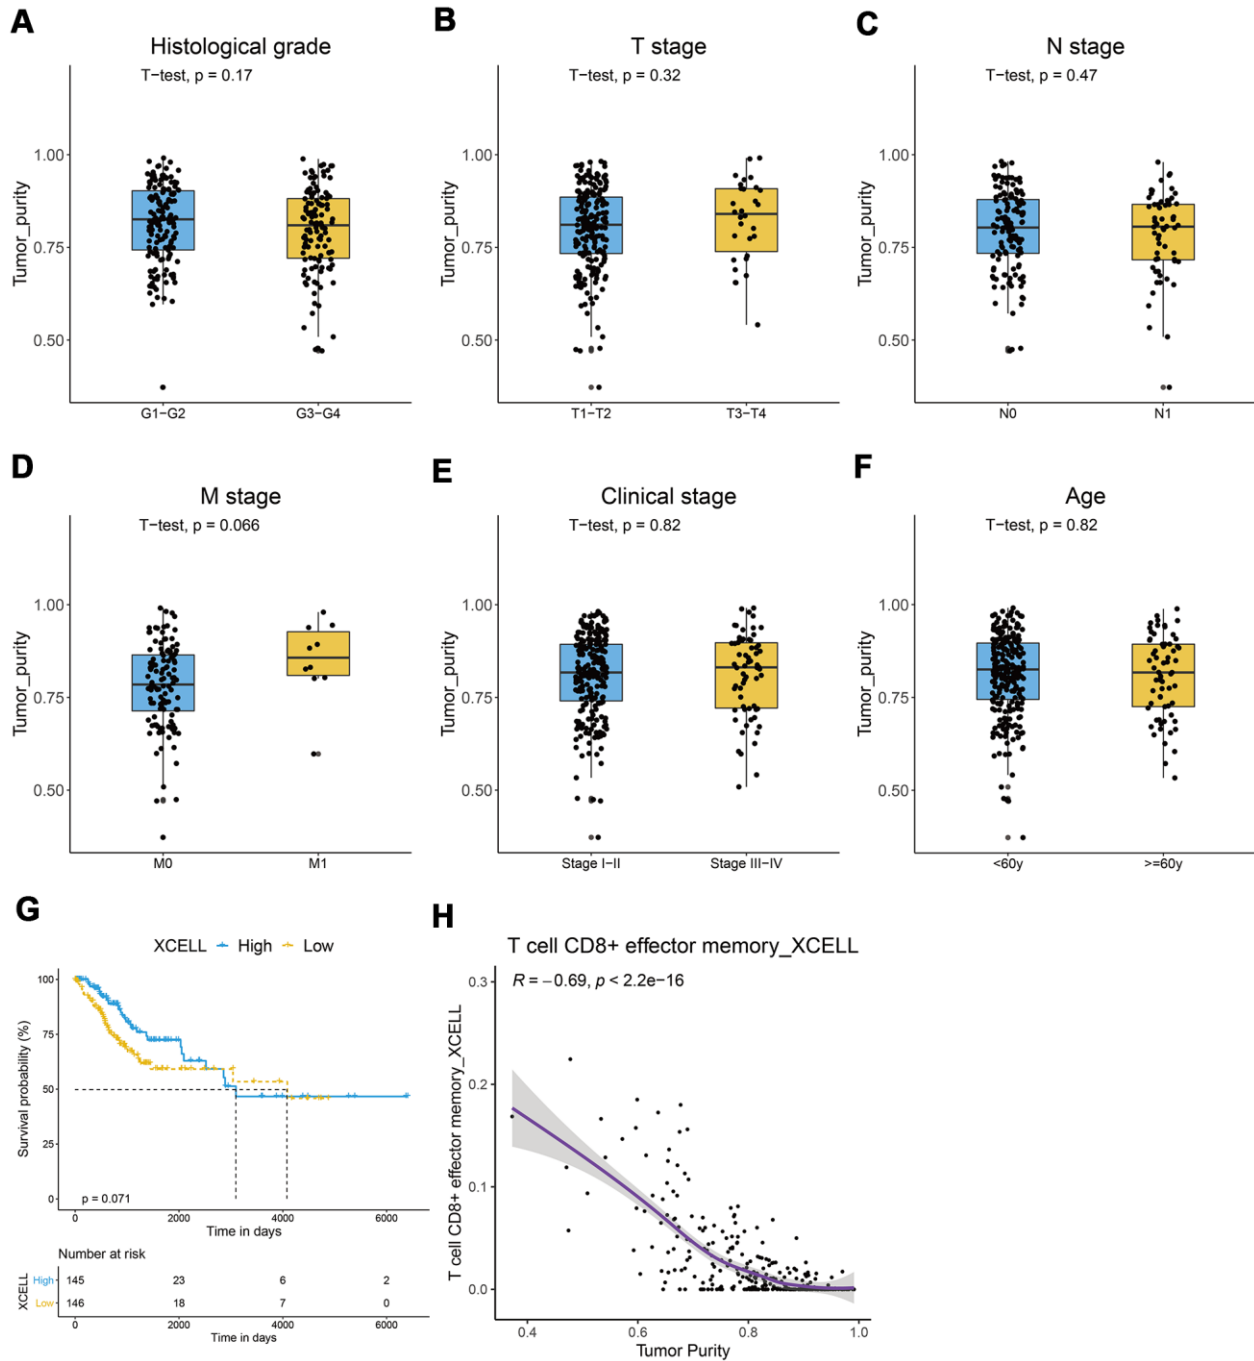 A
Histological grade
T-test, p = 0.17
Tumor_purity
1.00
0.75
0.50
G1-G2
G3-G4
B
T stage
T-test, p = 0.32
Tumor_purity
1.00
0.75
0.50
T1-T2
T3-T4
C
N stage
T-test, p = 0.47
Tumor_purity
1.00
0.75
0.50
N0
N1
D
M stage
T-test, p = 0.066
Tumor_purity
1.00
0.75
0.50
M0
M1
E
Clinical stage
T-test, p = 0.82
Tumor_purity
1.00
0.75
0.50
Stage I-II
Stage III-IV
F
Age
T-test, p = 0.82
Tumor_purity
1.00
0.75
0.50
<60y
>=60y
G
XCELL High Low
Survival probability (%)
100
75
50
25
0
p = 0.071
0 2000 4000 6000
Time in days
Number at risk
XCELL
High 145 23 6 2
Low 146 18 7 0
0 2000 4000 6000
Time in days
H
T cell CD8+ effector memory_XCELL
R = −0.69, p < 2.2e−16
T cell CD8+ effector memory_XCELL
0.3
0.2
0.1
0.0
0.4 0.6 0.8 1.0
Tumor Purity